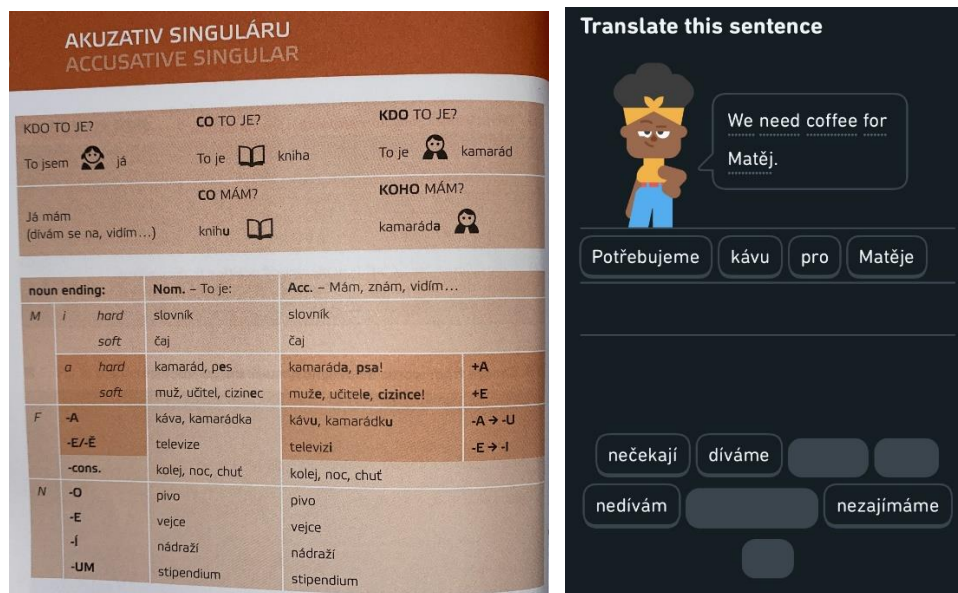 AKUZATIV SINGULÁRU
ACCUSATIVE SINGULAR
KDO TO JE?
CO TO JE?
KDO TO JE?
To jsem já
To je kniha
To je kamarád
CO MÁM?
KOHO MÁM?
Já mám
(dívám se na, vidím...)
knihu
kamaráda
noun ending: Nom. – To je: Acc. – Mám, znám, vidím...
M i hard slovník slovník
soft čaj čaj
a hard kamarád, pes kamaráda, psa! +A
soft muž, učitel, cizinec muže, učitele, cizince! +E
F -A káva, kamarádka kávu, kamarádku -A → -U
-E/-Ě televize televizi -E → -I
-cons. kolej, noc, chuť kolej, noc, chuť
N -O pivo pivo
-E vejce vejce
-Í nádraží nádraží
-UM stipendium stipendium
Translate this sentence
We need coffee for
Matěj.
Potřebujeme kávu pro Matěje
nečekají díváme
nedívám nezajímáme